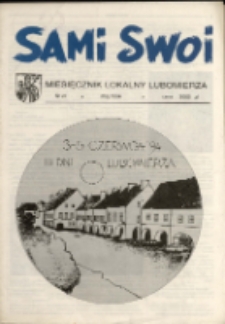 SAMI SWOI
MIESIĘCZNIK LOKALNY LUBOMIERZA
3-5 CZERWCA '94
III DNI LUBOMIERZA